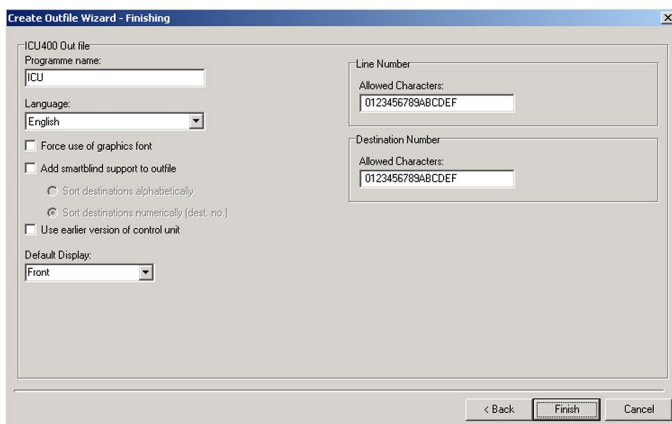 Create Outfile Wizard - Finishing
ICU400 Out file
Programme name:
ICU
Language:
English
Force use of graphics font
Add smartblind support to outfile
Sort destinations alphabetically
Sort destinations numerically (dest. no.)
Use earlier version of control unit
Default Display:
Front
Line Number
Allowed Characters:
0123456789ABCDEF
Destination Number
Allowed Characters:
0123456789ABCDEF
< Back
Finish
Cancel